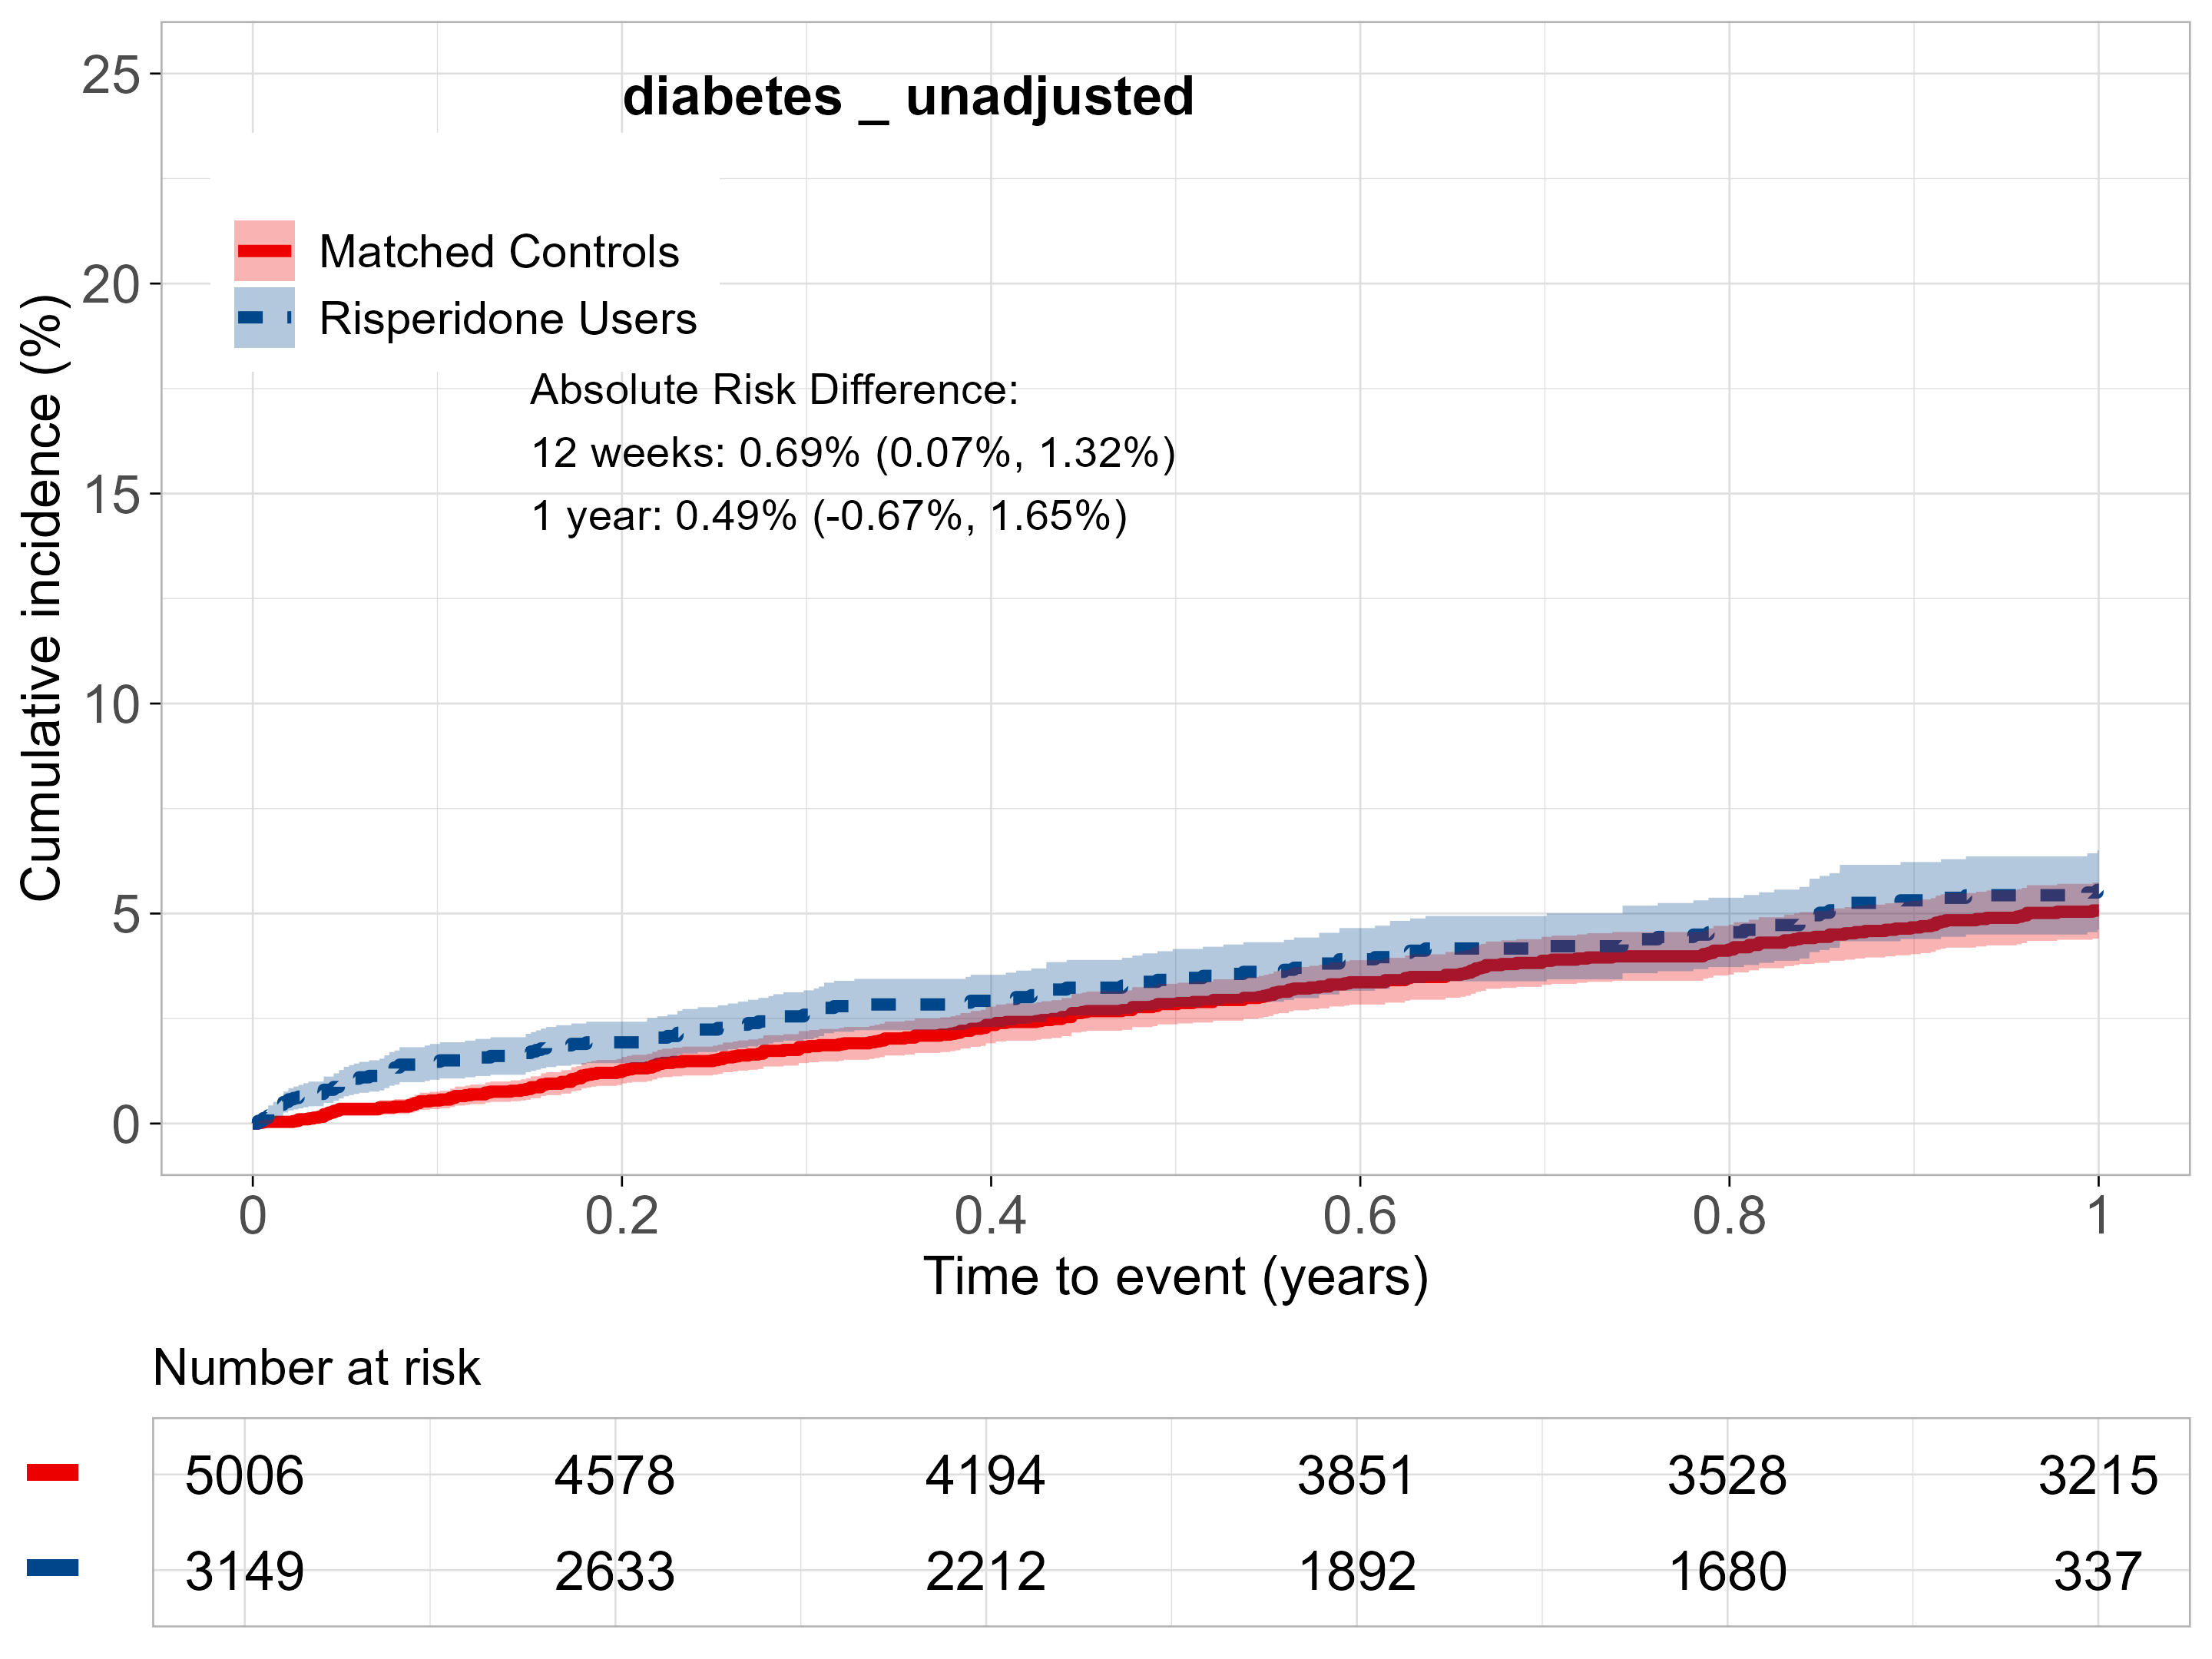 diabetes _ unadjusted
Matched Controls
Risperidone Users
Absolute Risk Difference:
12 weeks: 0.69% (0.07%, 1.32%)
1 year: 0.49% (-0.67%, 1.65%)
Cumulative incidence (%)
25
20
15
10
5
0
0 0.2 0.4 0.6 0.8 1
Time to event (years)
Number at risk
5006 4578 4194 3851 3528 3215
3149 2633 2212 1892 1680 337